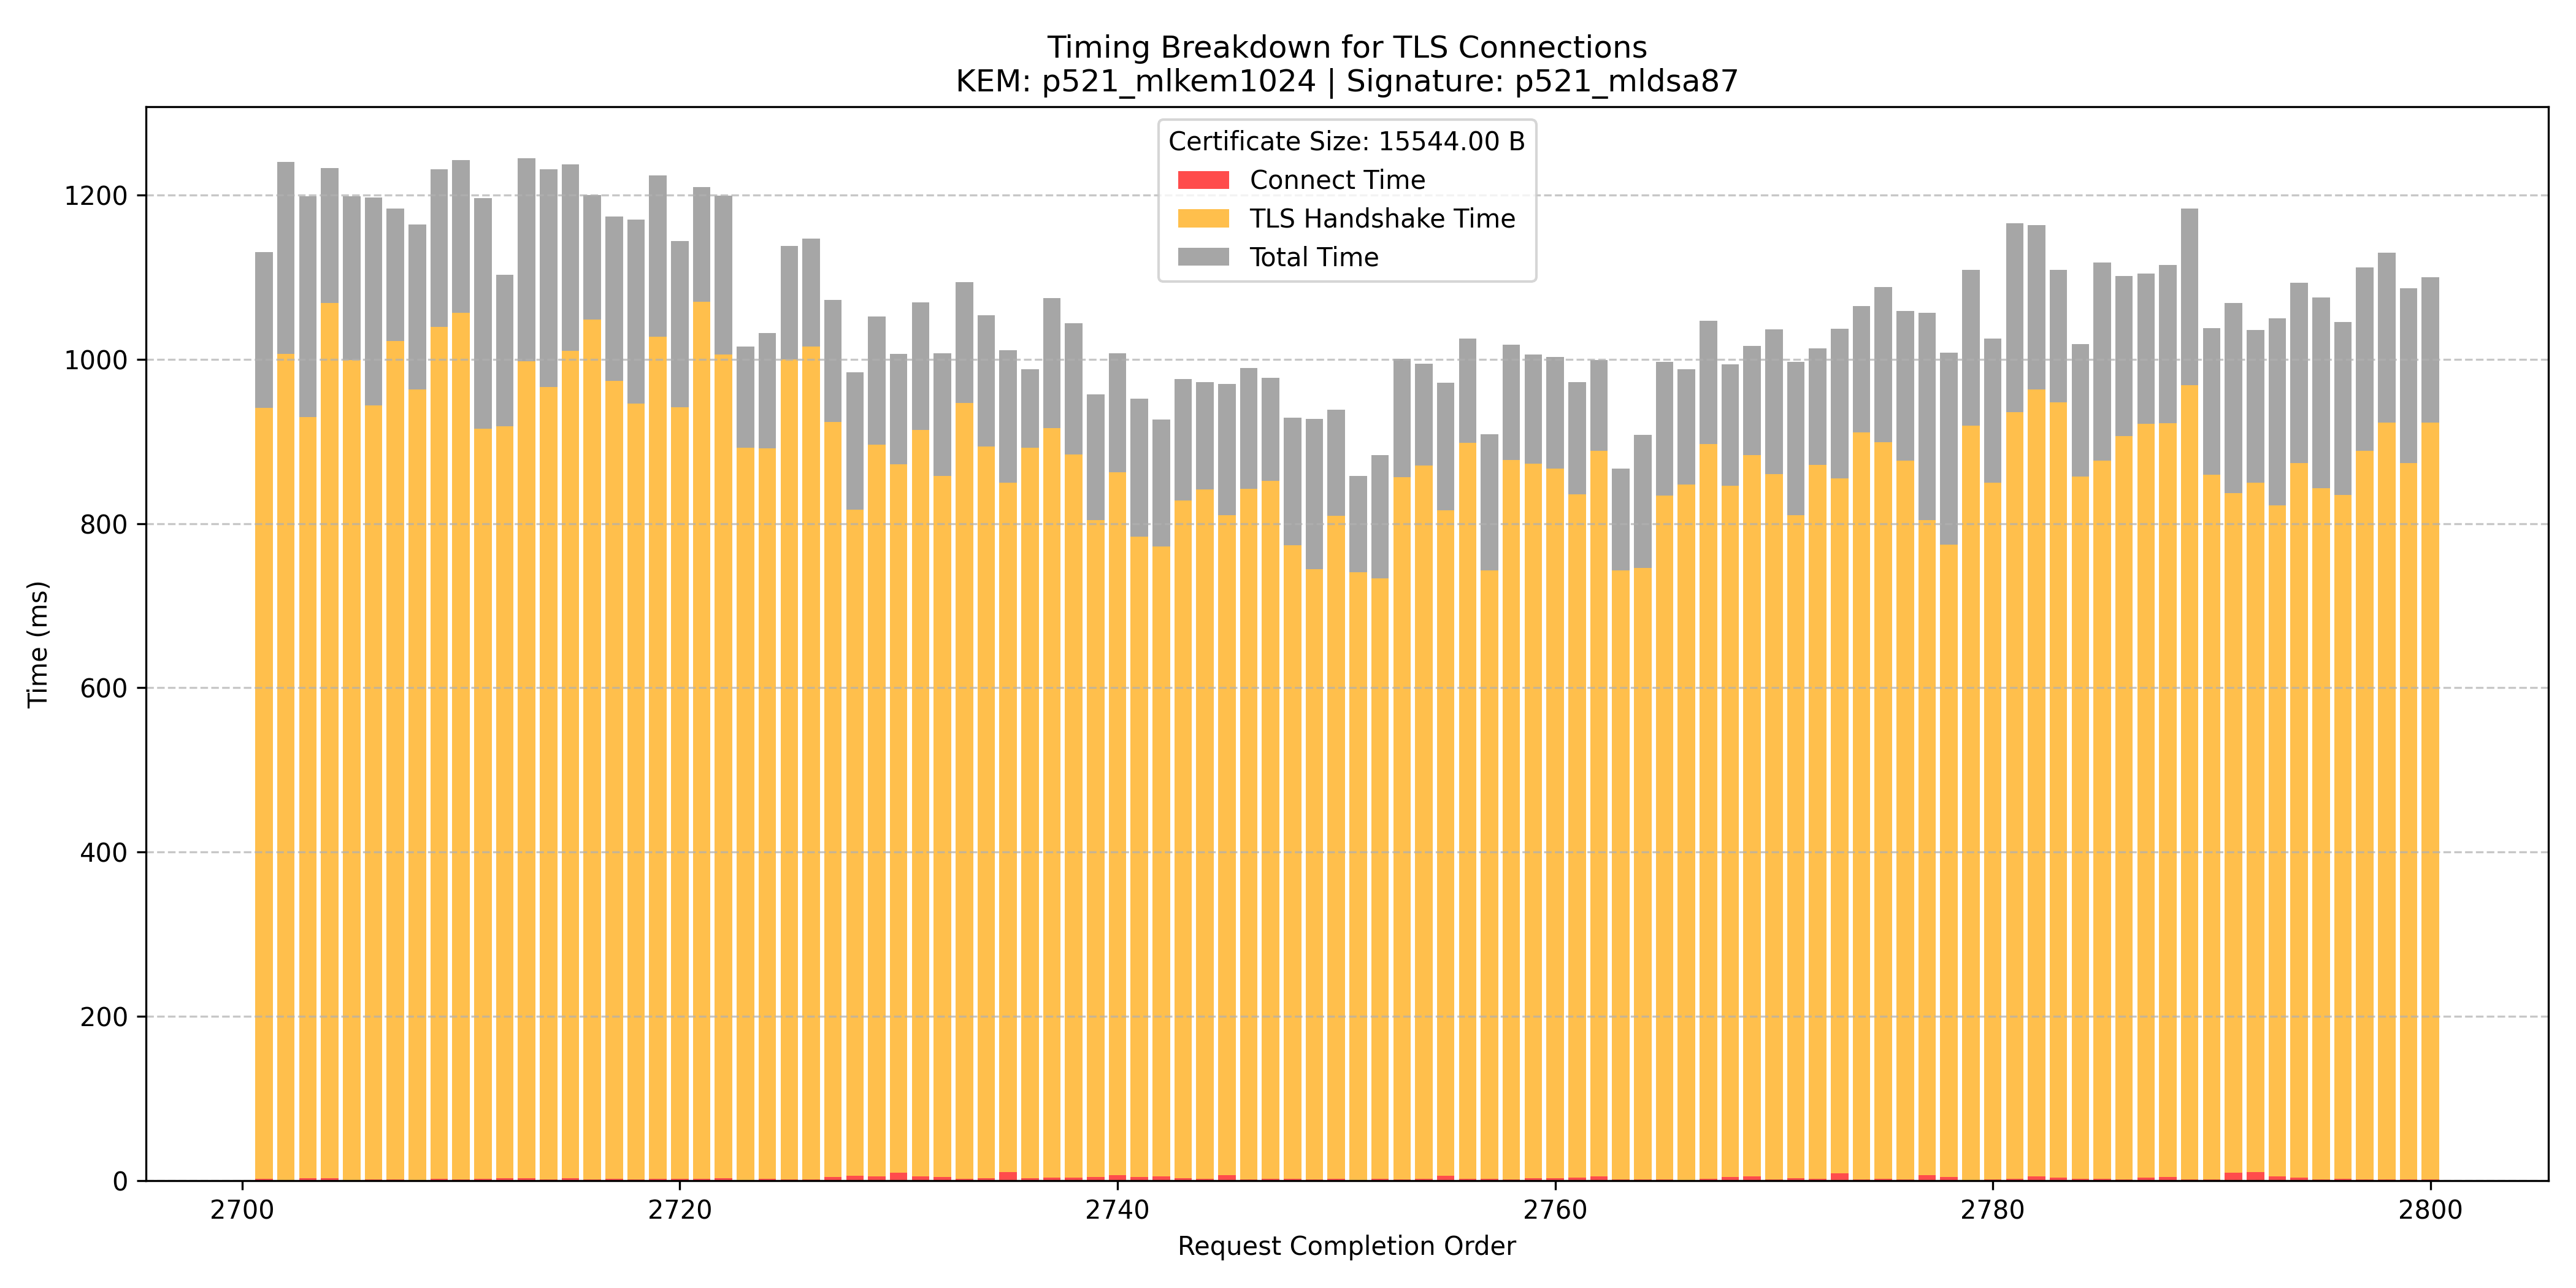 Timing Breakdown for TLS Connections
KEM: p521_mlkem1024 | Signature: p521_mldsa87
Certificate Size: 15544.00 B
Connect Time
TLS Handshake Time
Total Time
Time (ms)
1200
1000
800
600
400
200
0
2700 2720 2740 2760 2780 2800
Request Completion Order